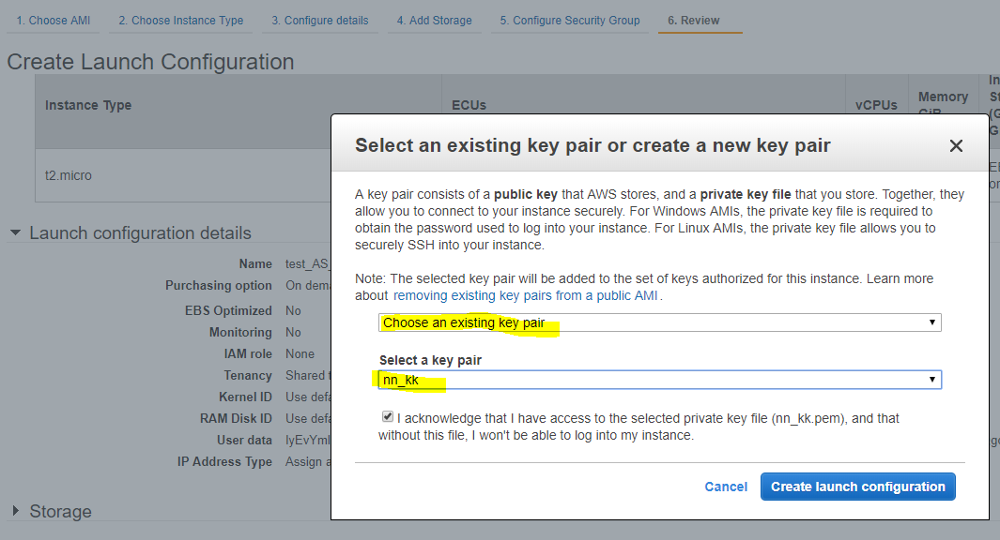 1. Choose AMI 2. Choose Instance Type 3. Configure details 4. Add Storage 5. Configure Security Group 6. Review
Create Launch Configuration
Instance Type ECUs vCPUs Memory
t2.micro
Select an existing key pair or create a new key pair
A key pair consists of a public key that AWS stores, and a private key file that you store. Together, they
allow you to connect to your instance securely. For Windows AMIs, the private key file is required to
obtain the password used to log into your instance. For Linux AMIs, the private key file allows you to
securely SSH into your instance.
Note: The selected key pair will be added to the set of keys authorized for this instance. Learn more
about removing existing key pairs from a public AMI.
Choose an existing key pair
Select a key pair
nn_kk
I acknowledge that I have access to the selected private key file (nn_kk.pem), and that
without this file, I won't be able to log into my instance.
Cancel Create launch configuration
Launch configuration details
Name test_AS_
Purchasing option On dema
EBS Optimized No
Monitoring No
IAM role None
Tenancy Shared t
Kernel ID Use defa
RAM Disk ID Use defa
User data
IP Address Type Assign a
Storage